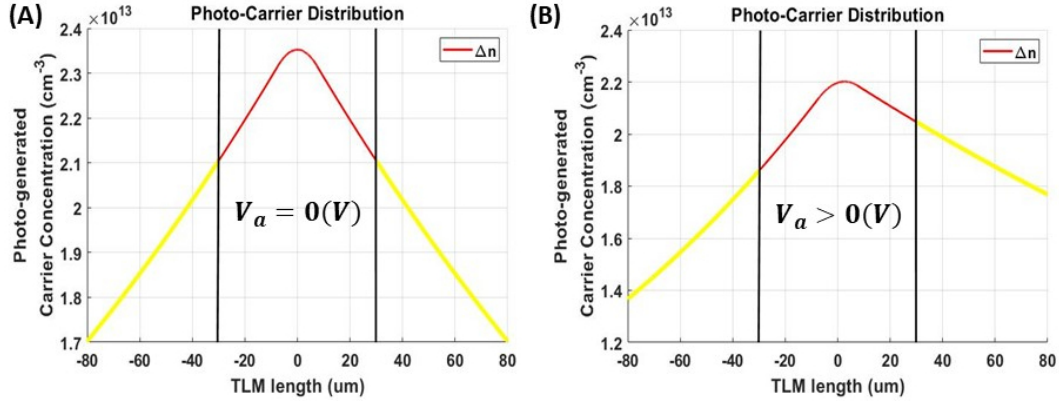 (A)
Photo-Carrier Distribution
×10^13
2.4
2.3
2.2
2.1
2
1.9
1.8
1.7
Photo-generated
Carrier Concentration (cm^-3)
Δn
V_a = 0(V)
-80 -60 -40 -20 0 20 40 60 80
TLM length (um)
(B)
Photo-Carrier Distribution
×10^13
2.4
2.2
2
1.8
1.6
1.4
1.2
Photo-generated
Carrier Concentration (cm^-3)
Δn
V_a > 0(V)
-80 -60 -40 -20 0 20 40 60 80
TLM length (um)